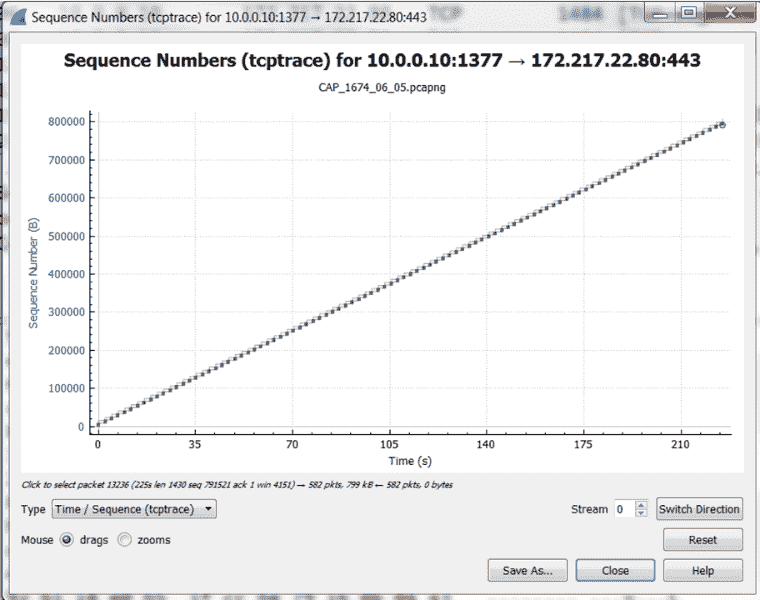 Sequence Numbers (tcptrace) for 10.0.0.10:1377 → 172.217.22.80:443
Sequence Numbers (tcptrace) for 10.0.0.10:1377 → 172.217.22.80:443
CAP_1674_06_05.pcapng
Sequence Number (B)
800000
700000
600000
500000
400000
300000
200000
100000
0
0 35 70 105 140 175 210
Time (s)
Click to select packet 13236 (225s len 1430 seq 791521 ack 1 win 4151) → 582 pkts, 799 kB ← 582 pkts, 0 bytes
Type Time / Sequence (tcptrace) Stream 0 Switch Direction
Mouse drags zooms Reset
Save As... Close Help